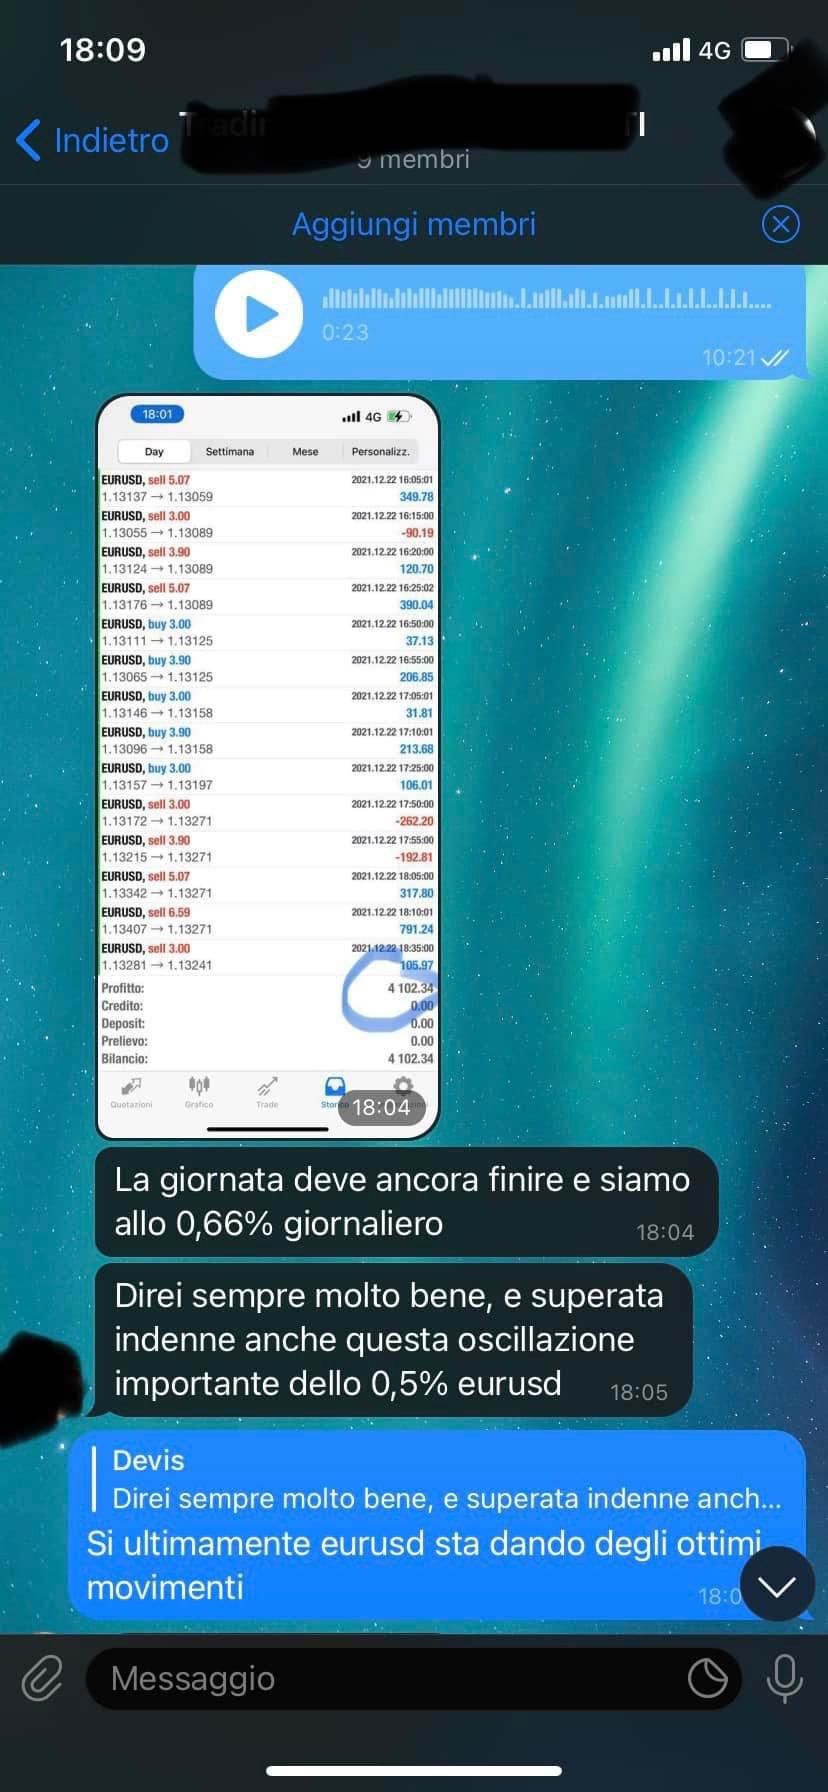 18:09 4G
Indietro
9 membri
Aggiungi membri
0:23
10:21
18:01 4G
Day Settimana Mese Personalizz.
EURUSD, sell 5.07 2021.12.22 16:05:01
1.13137 → 1.13059 349.78
EURUSD, sell 3.00 2021.12.22 16:15:00
1.13055 → 1.13089 -90.19
EURUSD, sell 3.90 2021.12.22 16:20:00
1.13124 → 1.13089 120.70
EURUSD, sell 5.07 2021.12.22 16:25:02
1.13176 → 1.13089 390.04
EURUSD, buy 3.00 2021.12.22 16:50:00
1.13111 → 1.13125 37.13
EURUSD, buy 3.90 2021.12.22 16:55:00
1.13065 → 1.13125 206.85
EURUSD, buy 3.00 2021.12.22 17:05:01
1.13146 → 1.13158 31.81
EURUSD, buy 3.90 2021.12.22 17:10:01
1.13096 → 1.13158 213.68
EURUSD, buy 3.00 2021.12.22 17:25:00
1.13157 → 1.13197 106.01
EURUSD, sell 3.00 2021.12.22 17:50:00
1.13172 → 1.13271 -262.20
EURUSD, sell 3.90 2021.12.22 17:55:00
1.13215 → 1.13271 -192.81
EURUSD, sell 5.07 2021.12.22 18:05:00
1.13342 → 1.13271 317.80
EURUSD, sell 6.59 2021.12.22 18:10:01
1.13407 → 1.13271 791.24
EURUSD, sell 3.00 2021.12.22 18:35:00
1.13281 → 1.13241 105.97
Profitto: 4 102.34
Credito: 0.00
Deposit: 0.00
Prelievo: 0.00
Bilancio: 4 102.34
Quotazioni Grafico Trade
18:04
La giornata deve ancora finire e siamo
allo 0,66% giornaliero 18:04
Direi sempre molto bene, e superata
indenne anche questa oscillazione
importante dello 0,5% eurusd 18:05
Devis
Direi sempre molto bene, e superata indenne anch...
Si ultimamente eurusd sta dando degli ottimi
movimenti
Messaggio